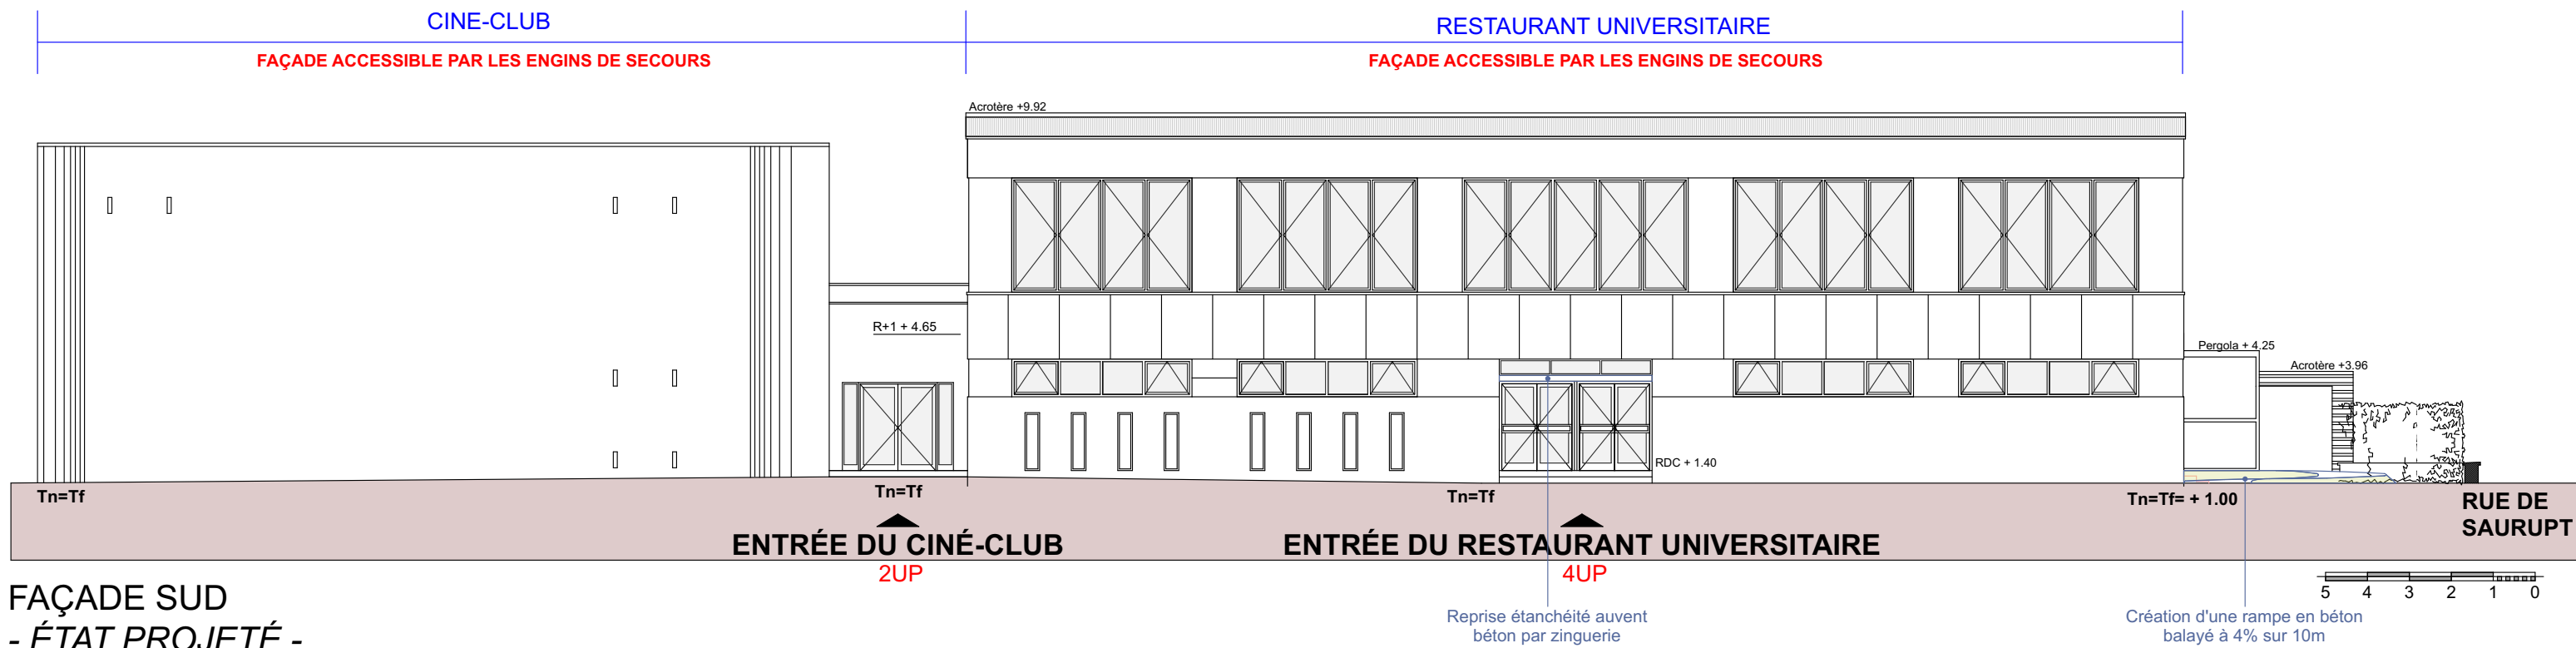 CINE-CLUB
RESTAURANT UNIVERSITAIRE
FAÇADE ACCESSIBLE PAR LES ENGINS DE SECOURS
FAÇADE ACCESSIBLE PAR LES ENGINS DE SECOURS
Acrotère +9.92
R+1 + 4.65
Pergola + 4.25
Acrotère +3.96
RDC + 1.40
Tn=Tf
Tn=Tf
Tn=Tf
Tn=Tf= + 1.00
RUE DE
SAURUPT
ENTRÉE DU CINÉ-CLUB
ENTRÉE DU RESTAURANT UNIVERSITAIRE
2UP
4UP
5 4 3 2 1 0
FAÇADE SUD
- ÉTAT PROJETÉ -
Reprise étanchéité auvent
béton par zinguerie
Création d'une rampe en béton
balayé à 4% sur 10m